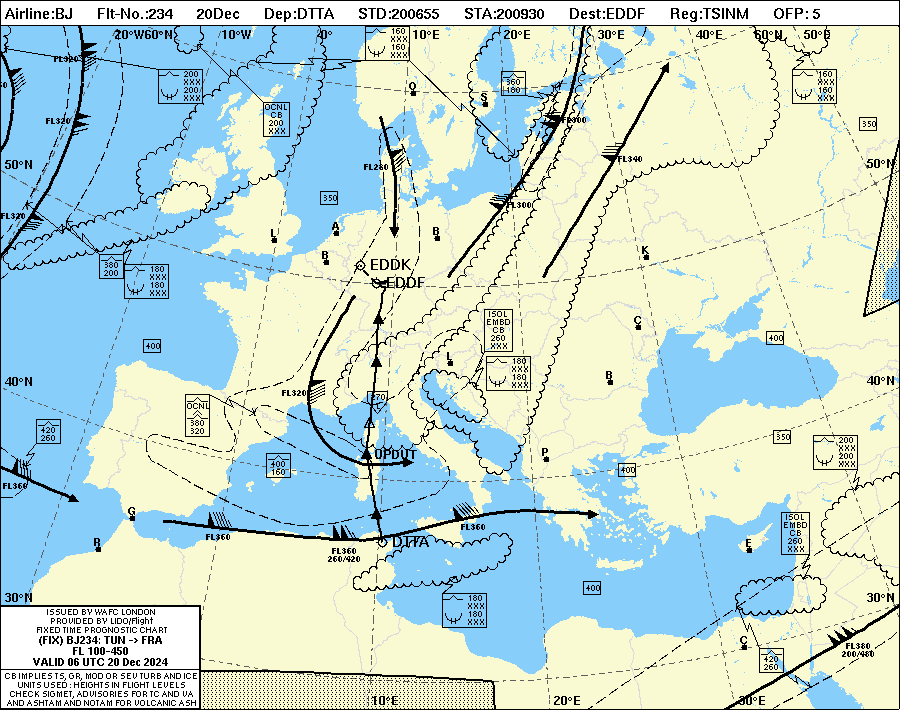 Airline:BJ Flt-No.:234 20Dec Dep:DTTA STD:200655 STA:200930 Dest:EDDF Reg:TSINM OFP: 5
20°W60°N 10°W 0° 10°E 20°E 30°E 40°E 60°N 50°E
160
XXX
160
XXX
FL320
200
XXX
200
XXX
360
180
160
XXX
160
XXX
O
S
OCNL
CB
200
XXX
FL320
FL300
350
50°N
FL280
FL340
50°N
350
FL300
FL320
L
A
B
B
K
380
200
EDDK
180
XXX
180
XXX
EDDF
ISOL
EMBD
CB
260
XXX
C
400
400
L
180
XXX
180
XXX
40°N
B
40°N
FL320
370
OCNL
380
320
420
260
350
200
XXX
200
XXX
OPDUT
P
400
160
400
FL360
G
FL360
FL360
ISOL
EMBD
CB
260
XXX
R
FL360
260/420
DTTA
E
400
30°N
30°N
180
XXX
180
XXX
ISSUED BY WAFC LONDON
PROVIDED BY LIDO/Flight
FIXED TIME PROGNOSTIC CHART
(FIX) BJ234: TUN -> FRA
FL 100-450
VALID 06 UTC 20 Dec 2024
CB IMPLIES TS, GR, MOD OR SEV TURB AND ICE
UNITS USED : HEIGHTS IN FLIGHT LEVELS
CHECK SIGMET, ADVISORIES FOR TC AND VA
AND ASHTAM AND NOTAM FOR VOLCANIC ASH
C
420
260
FL380
200/480
10°E 20°E 30°E